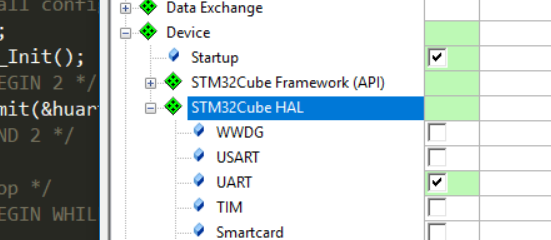 all confi
Data Exchange
;
Device
_Init();
Startup
EGIN 2 */
STM32Cube Framework (API)
mit(&huar
STM32Cube HAL
ND 2 */
WWDG
USART
op */
UART
EGIN WHIL
TIM
Smartcard